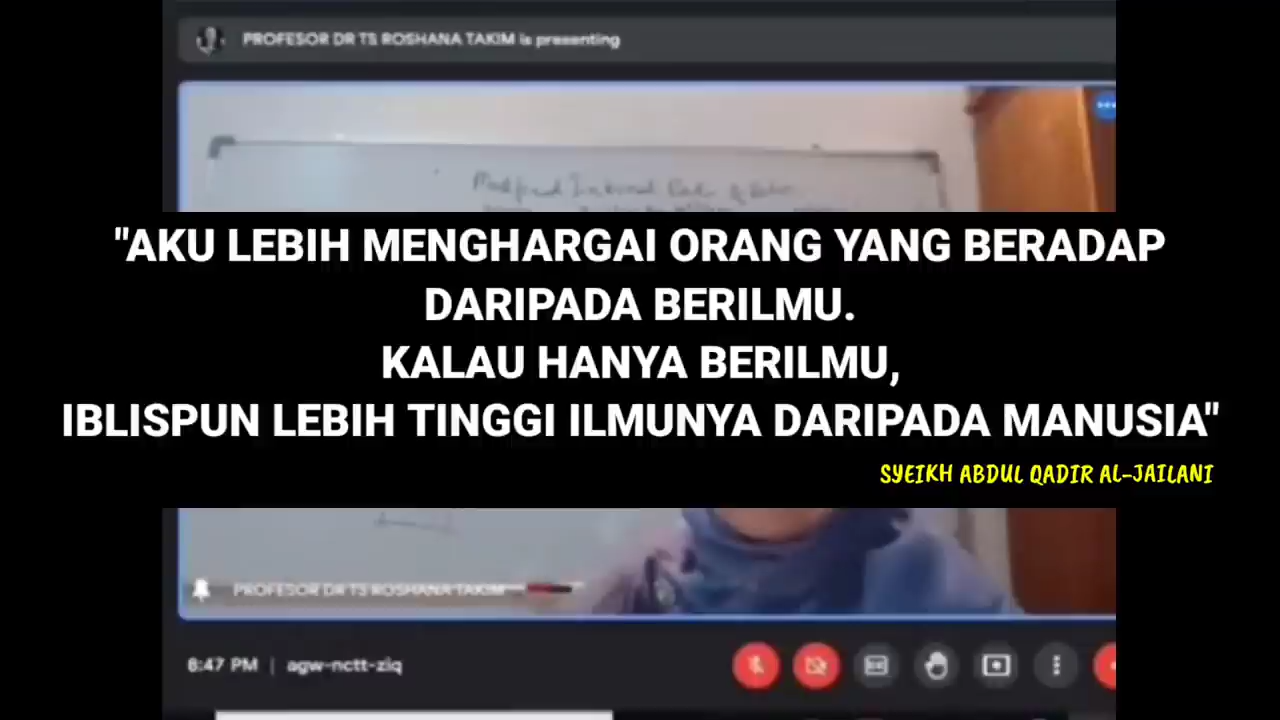 PROFESOR DR TS ROSHANA TAKIM is presenting
"AKU LEBIH MENGHARGAI ORANG YANG BERADAP
DARIPADA BERILMU.
KALAU HANYA BERILMU,
IBLISPUN LEBIH TINGGI ILMUNYA DARIPADA MANUSIA"
SYEIKH ABDUL QADIR AL-JAILANI
PROFESOR DR TS ROSHANA TAKIM
8:47 PM | agw-nctt-ziq